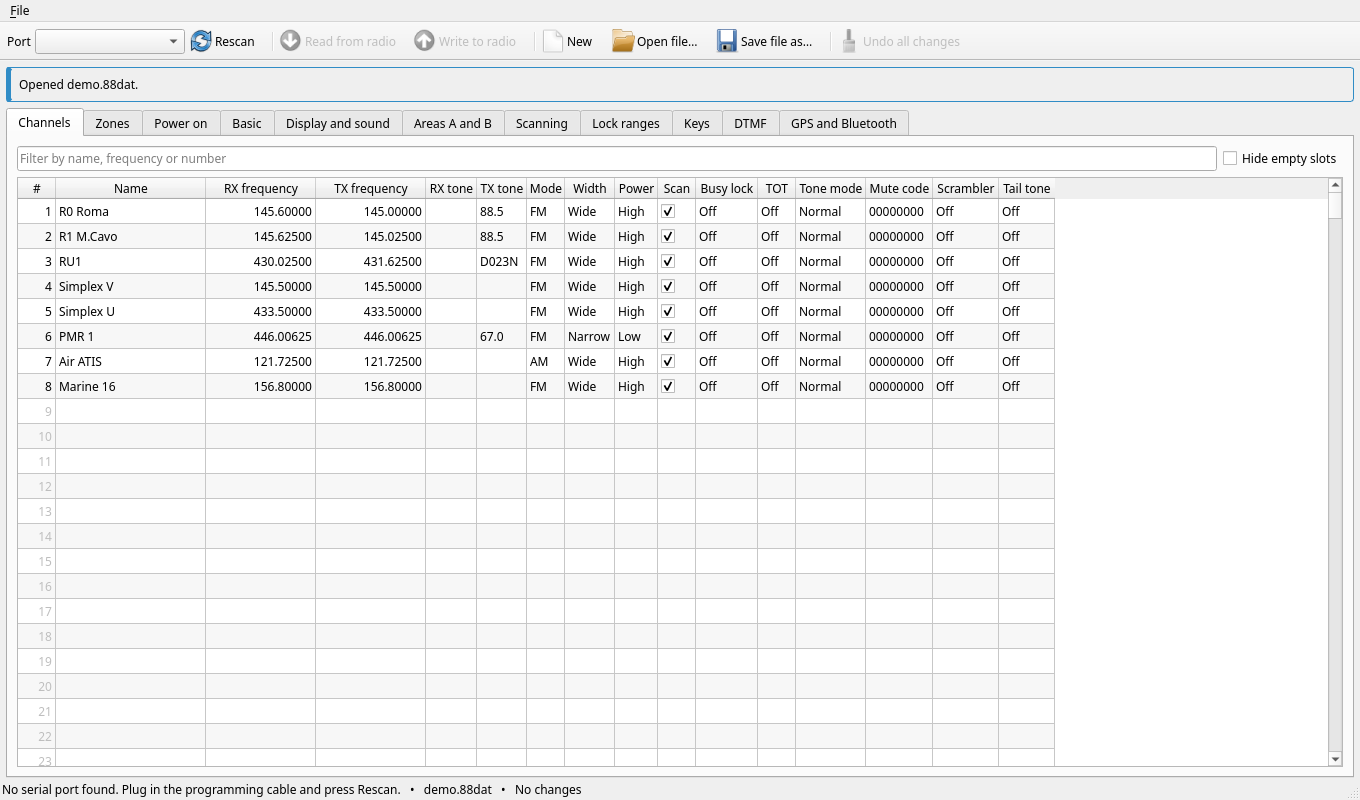 File
Port Rescan Read from radio Write to radio New Open file... Save file as... Undo all changes
Opened demo.88dat.
Channels Zones Power on Basic Display and sound Areas A and B Scanning Lock ranges Keys DTMF GPS and Bluetooth
Filter by name, frequency or number Hide empty slots
# Name RX frequency TX frequency RX tone TX tone Mode Width Power Scan Busy lock TOT Tone mode Mute code Scrambler Tail tone
1 R0 Roma 145.60000 145.00000 88.5 FM Wide High Off Off Normal 00000000 Off Off
2 R1 M.Cavo 145.62500 145.02500 88.5 FM Wide High Off Off Normal 00000000 Off Off
3 RU1 430.02500 431.62500 D023N FM Wide High Off Off Normal 00000000 Off Off
4 Simplex V 145.50000 145.50000 FM Wide High Off Off Normal 00000000 Off Off
5 Simplex U 433.50000 433.50000 FM Wide High Off Off Normal 00000000 Off Off
6 PMR 1 446.00625 446.00625 67.0 FM Narrow Low Off Off Normal 00000000 Off Off
7 Air ATIS 121.72500 121.72500 AM Wide High Off Off Normal 00000000 Off Off
8 Marine 16 156.80000 156.80000 FM Wide High Off Off Normal 00000000 Off Off
9
10
11
12
13
14
15
16
17
18
19
20
21
22
23
No serial port found. Plug in the programming cable and press Rescan. • demo.88dat • No changes